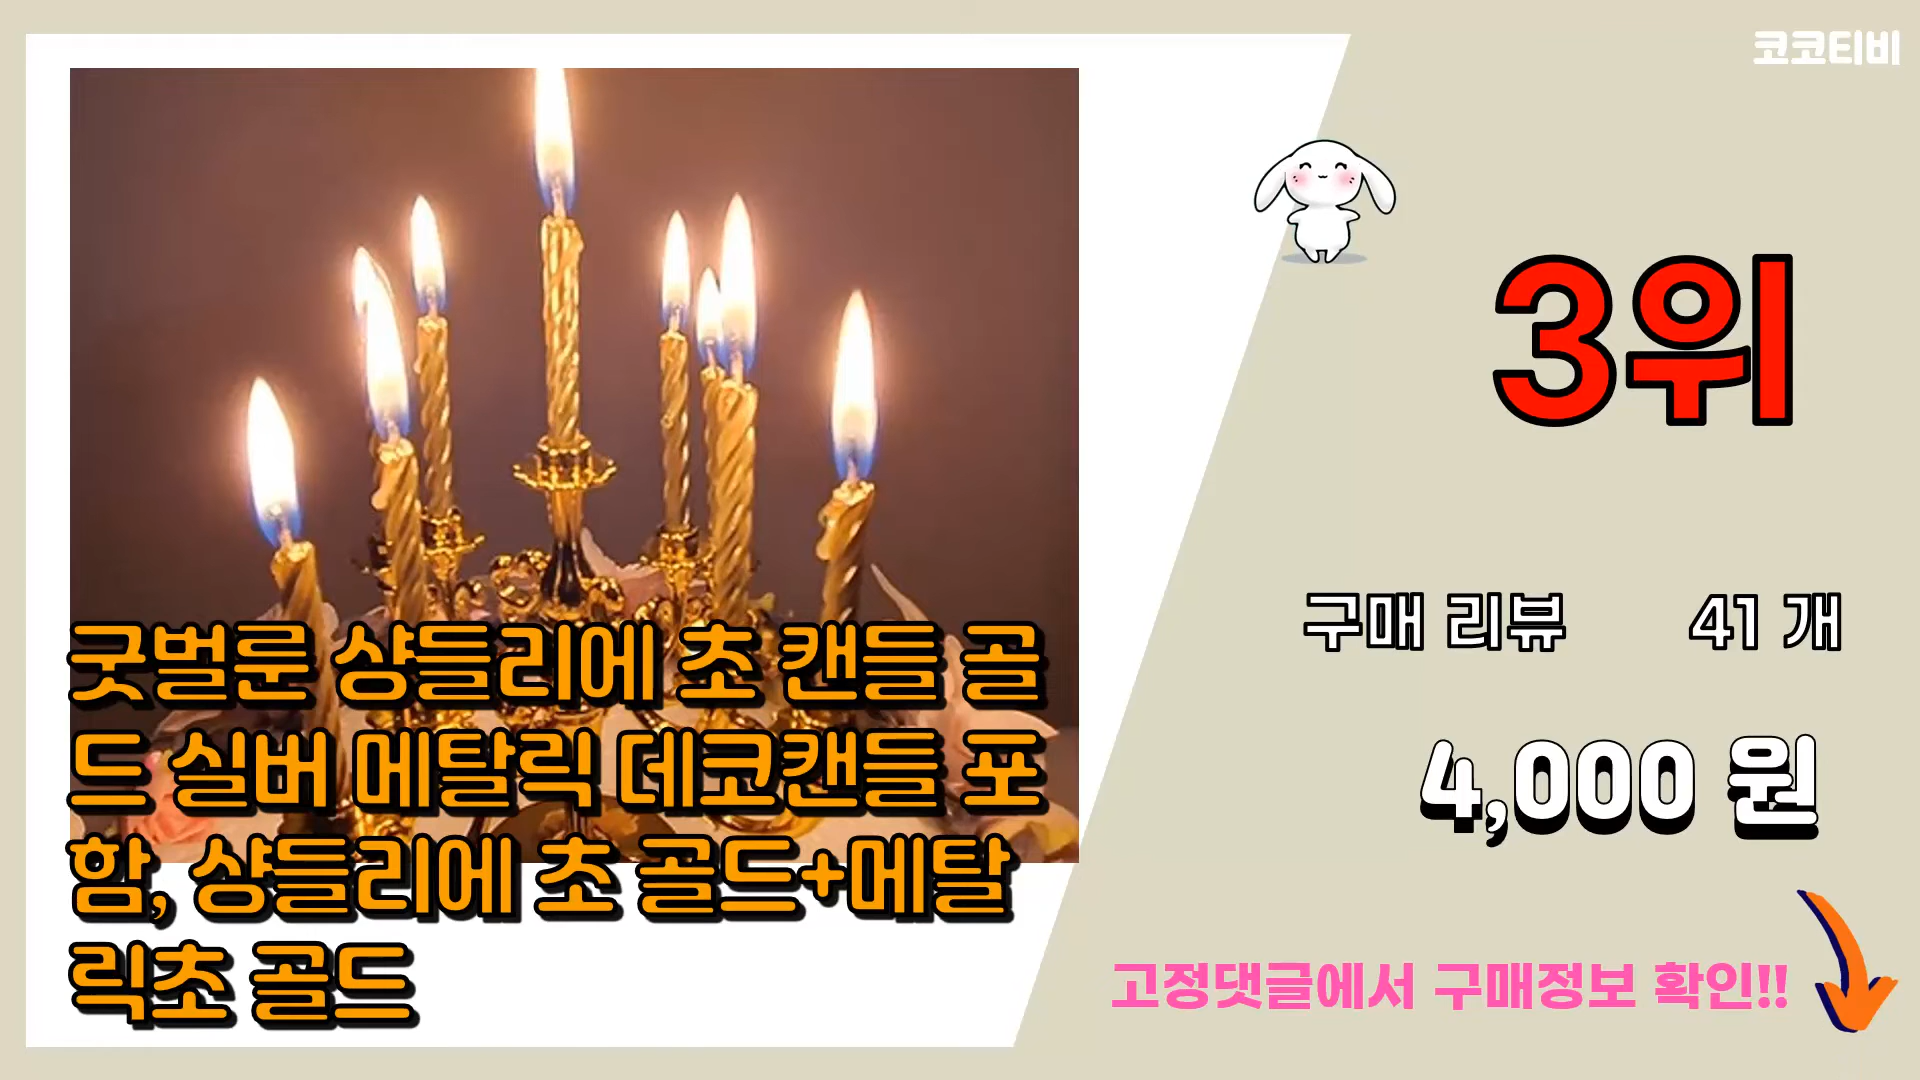 코코티비
3위
구매 리뷰 41 개
4,000 원
굿벌룬 샹들리에 초 캔들 골
드 실버 메탈릭 데코캔들 포
함, 샹들리에 초 골드+메탈
릭초 골드
고정댓글에서 구매정보 확인!!